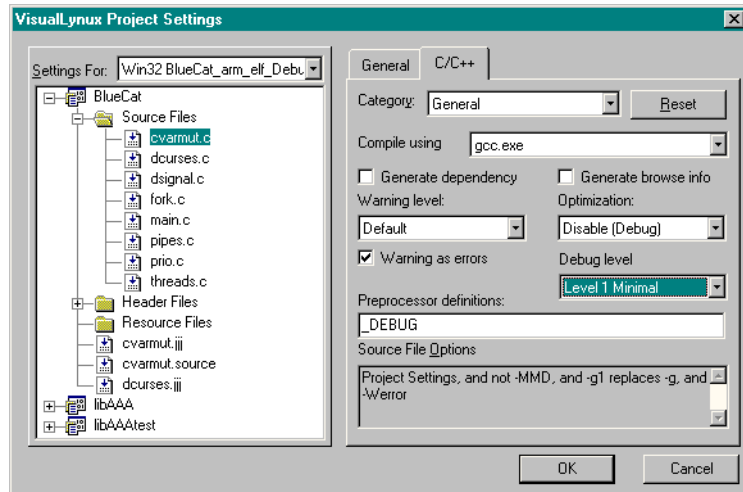 VisualLynux Project Settings
Settings For: Win32 BlueCat_arm_elf_Debu
BlueCat
Source Files
cvarmut.c
dcurses.c
dsignal.c
fork.c
main.c
pipes.c
prio.c
threads.c
Header Files
Resource Files
cvarmut.jjj
cvarmut.source
dcurses.jjj
libAAA
libAAAtest
General C/C++
Category: General Reset
Compile using gcc.exe
Generate dependency Generate browse info
Warning level: Optimization:
Default Disable (Debug)
Warning as errors Debug level
Level 1 Minimal
Preprocessor definitions:
_DEBUG
Source File Options
Project Settings, and not -MMD, and -g1 replaces -g, and
-Werror
OK Cancel